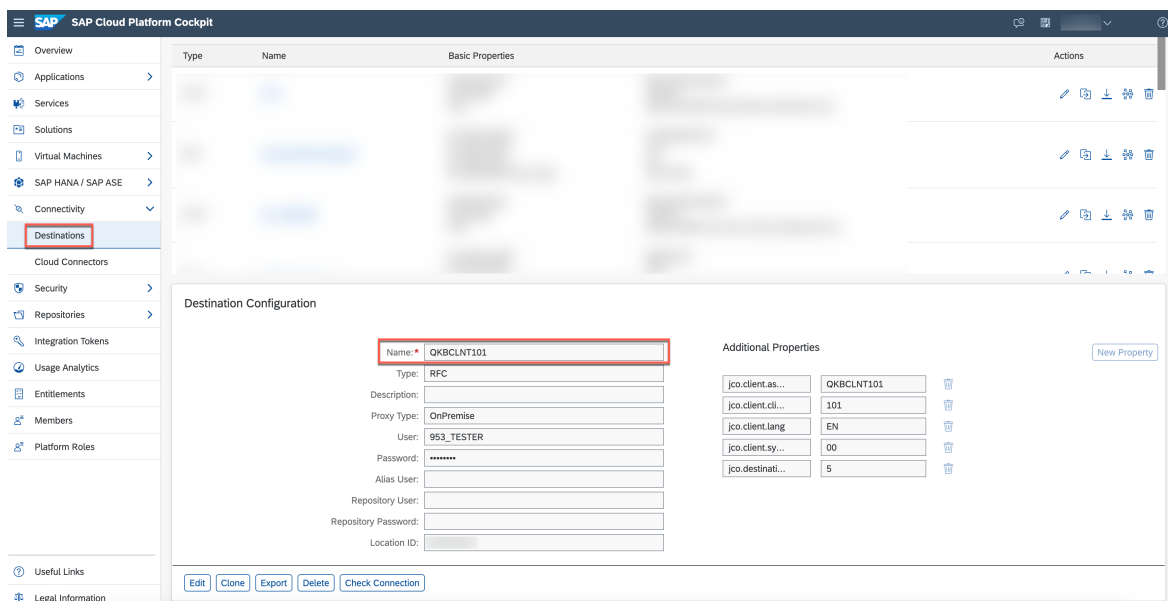 SAP SAP Cloud Platform Cockpit
Overview
Applications
Services
Solutions
Virtual Machines
SAP HANA / SAP ASE
Connectivity
Destinations
Cloud Connectors
Security
Repositories
Integration Tokens
Usage Analytics
Entitlements
Members
Platform Roles
Useful Links
Legal Information
Type Name Basic Properties Actions
Destination Configuration
Name:* QKBCLNT101
Type: RFC
Description:
Proxy Type: OnPremise
User: 953_TESTER
Password: ••••••••
Alias User:
Repository User:
Repository Password:
Location ID:
Additional Properties
New Property
jco.client.as... QKBCLNT101
jco.client.cli... 101
jco.client.lang EN
jco.client.sy... 00
jco.destinati... 5
Edit Clone Export Delete Check Connection